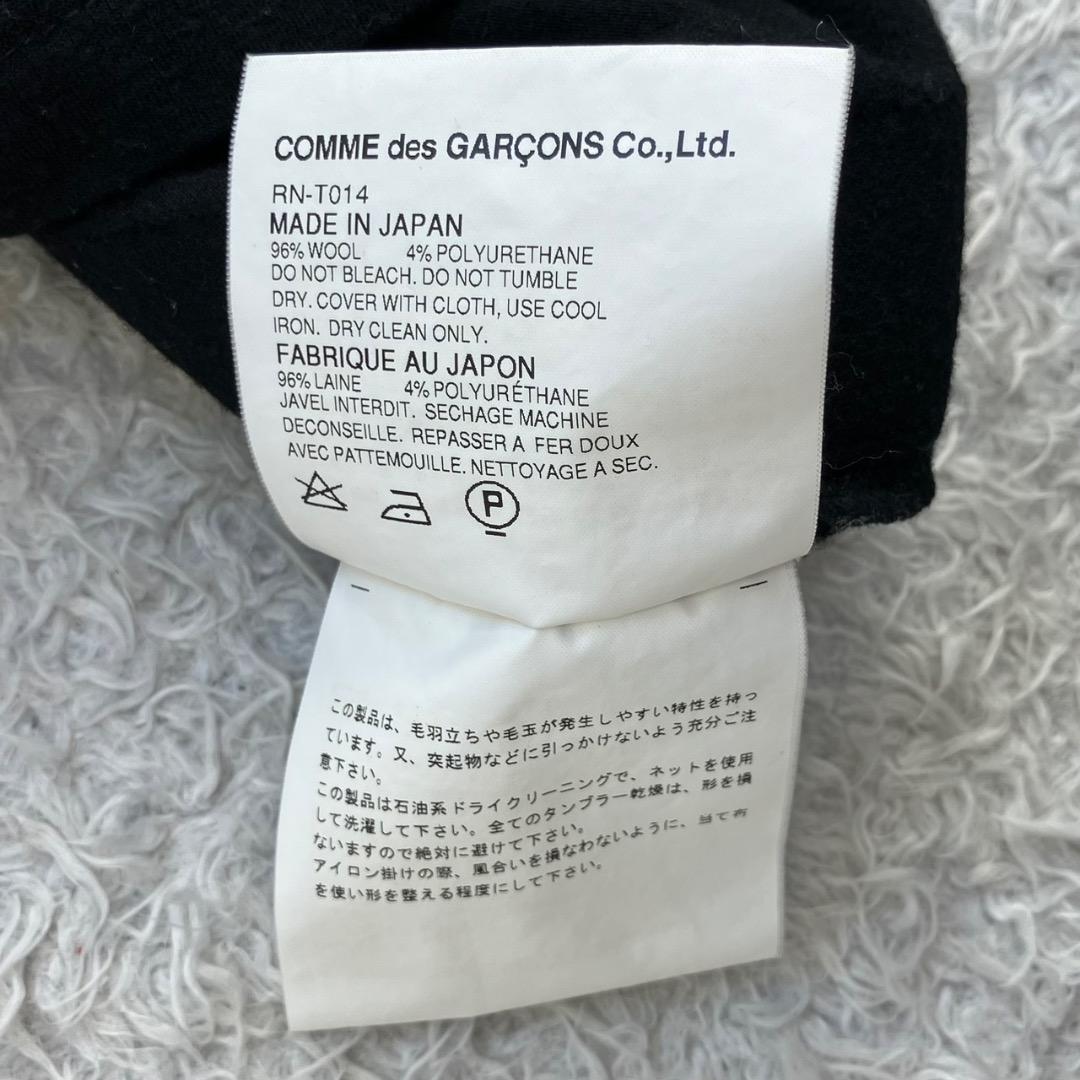 COMME des GARÇONS Co.,Ltd.
RN-T014
MADE IN JAPAN
96% WOOL 4% POLYURETHANE
DO NOT BLEACH. DO NOT TUMBLE
DRY. COVER WITH CLOTH, USE COOL
IRON. DRY CLEAN ONLY.
FABRIQUE AU JAPON
96% LAINE 4% POLYURÉTHANE
JAVEL INTERDIT. SECHAGE MACHINE
DECONSEILLE. REPASSER A FER DOUX
AVEC PATTEMOUILLE. NETTOYAGE A SEC.
P
この製品は、毛羽立ちや毛玉が発生しやすい特性を持っ
ています。又、突起物などに引っかけないよう充分ご注
意下さい。
この製品は石油系ドライクリーニングで、ネットを使用
して洗濯して下さい。全てのタンブラー乾燥は、形を損
ないますので絶対に避けて下さい。
アイロン掛けの際、風合いを損なわないように、当て布
を使い形を整える程度にして下さい。